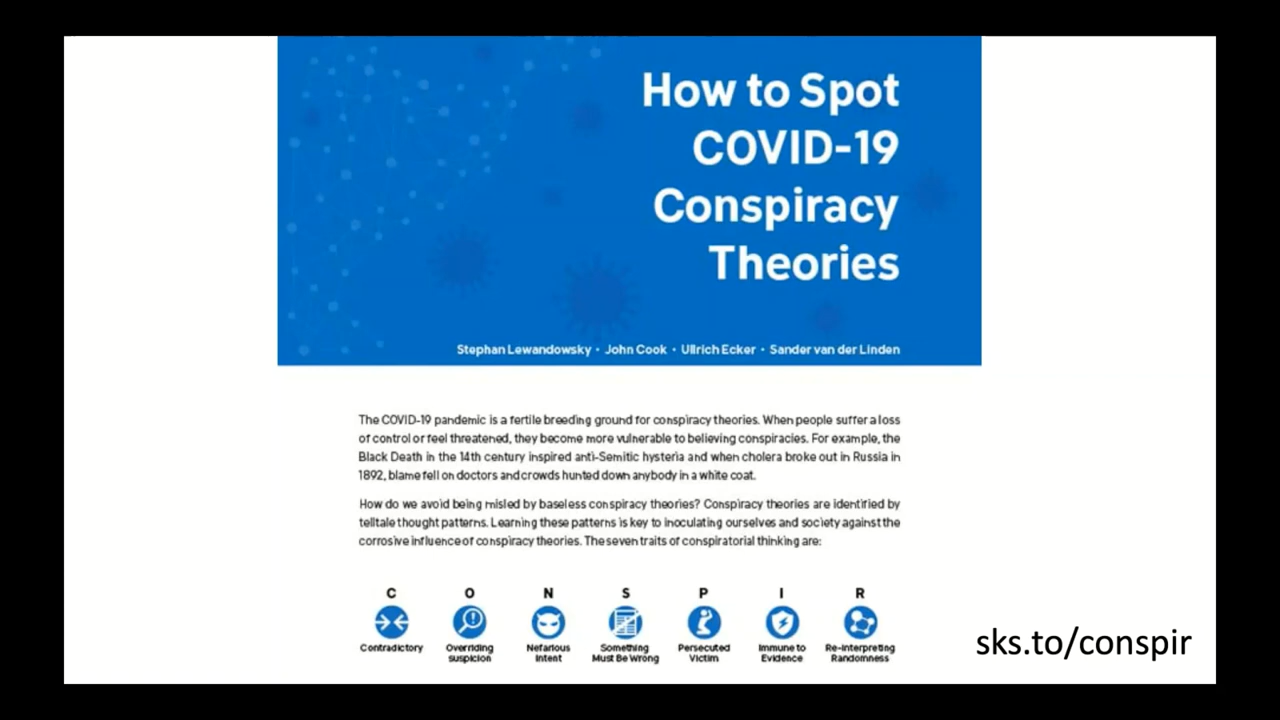 How to Spot
COVID-19
Conspiracy
Theories
Stephan Lewandowsky • John Cook • Ullrich Ecker • Sander van der Linden
The COVID-19 pandemic is a fertile breeding ground for conspiracy theories. When people suffer a loss
of control or feel threatened, they become more vulnerable to believing conspiracies. For example, the
Black Death in the 14th century inspired anti-Semitic hysteria and when cholera broke out in Russia in
1892, blame fell on doctors and crowds hunted down anybody in a white coat.
How do we avoid being misled by baseless conspiracy theories? Conspiracy theories are identified by
telltale thought patterns. Learning these patterns is key to inoculating ourselves and society against the
corrosive influence of conspiracy theories. The seven traits of conspiratorial thinking are:
C O N S P I R
Contradictory Overriding Nefarious Something Persecuted Immune to Re-interpreting
suspicion Intent Must Be Wrong Victim Evidence Randomness
sks.to/conspir